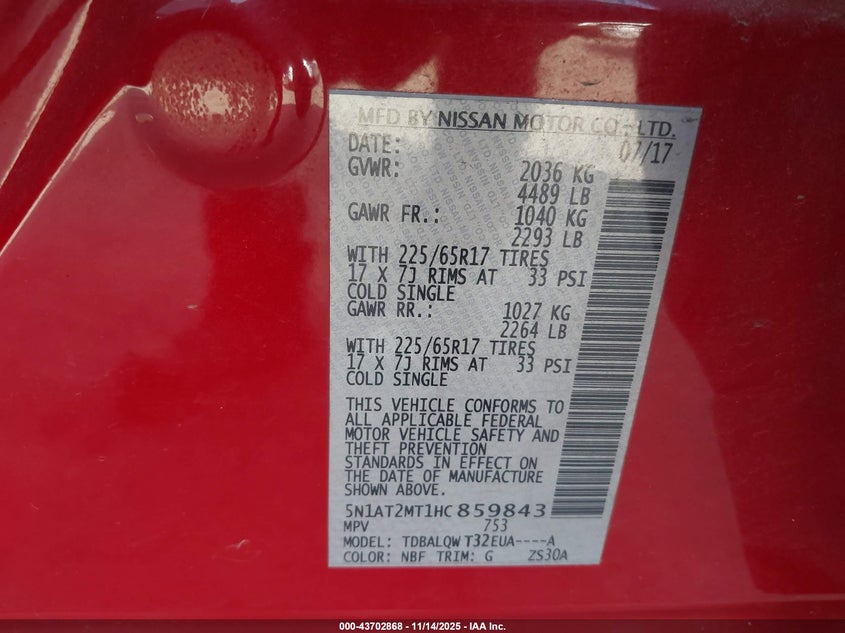 MFD BY NISSAN MOTOR CO., LTD.
DATE: 07/17
GVWR: 2036 KG
4489 LB
GAWR FR.: 1040 KG
2293 LB
WITH 225/65R17 TIRES
17 X 7J RIMS AT 33 PSI
COLD SINGLE
GAWR RR.: 1027 KG
2264 LB
WITH 225/65R17 TIRES
17 X 7J RIMS AT 33 PSI
COLD SINGLE
THIS VEHICLE CONFORMS TO
ALL APPLICABLE FEDERAL
MOTOR VEHICLE SAFETY AND
THEFT PREVENTION
STANDARDS IN EFFECT ON
THE DATE OF MANUFACTURE
SHOWN ABOVE.
5N1AT2MT1HC859843
MPV 753
MODEL: TDBALQW T32EUA----A
COLOR: NBF TRIM: G ZS30A
000-43702868 - 11/14/2025 - IAA Inc.